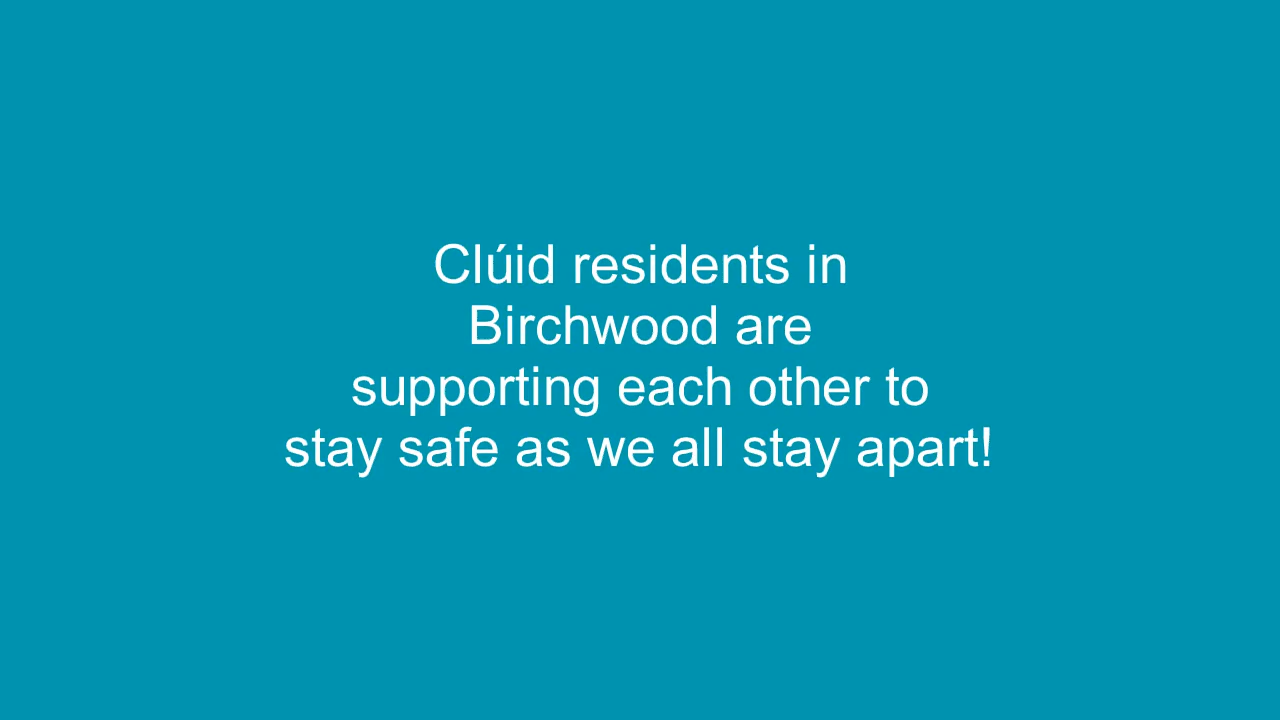 Clúid residents in
Birchwood are
supporting each other to
stay safe as we all stay apart!